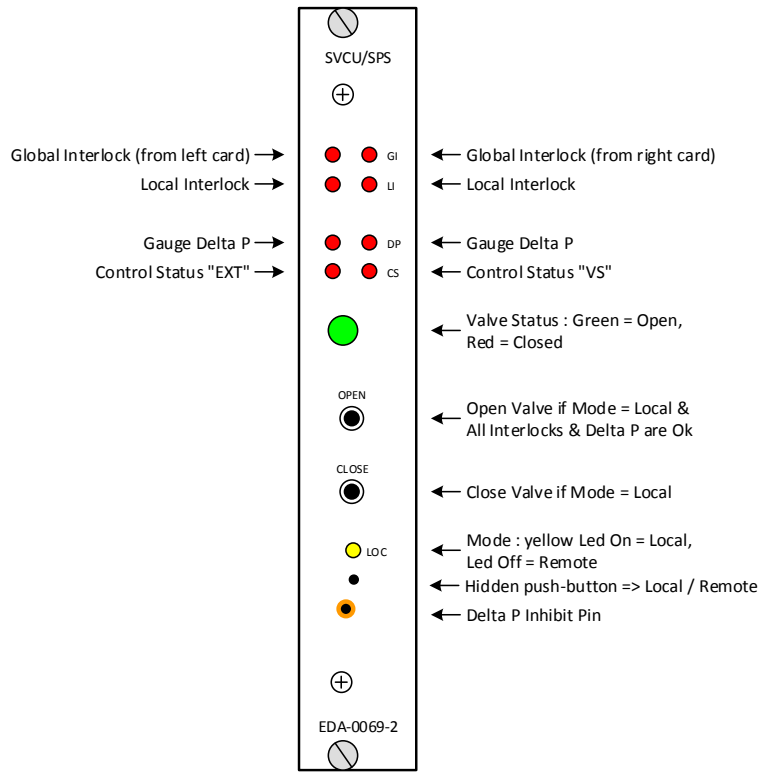 SVCU/SPS
Global Interlock (from left card)
GI
Global Interlock (from right card)
Local Interlock
LI
Local Interlock
Gauge Delta P
DP
Gauge Delta P
Control Status "EXT"
CS
Control Status "VS"
Valve Status : Green = Open,
Red = Closed
OPEN
Open Valve if Mode = Local &
All Interlocks & Delta P are Ok
CLOSE
Close Valve if Mode = Local
LOC
Mode : yellow Led On = Local,
Led Off = Remote
Hidden push-button => Local / Remote
Delta P Inhibit Pin
EDA-0069-2